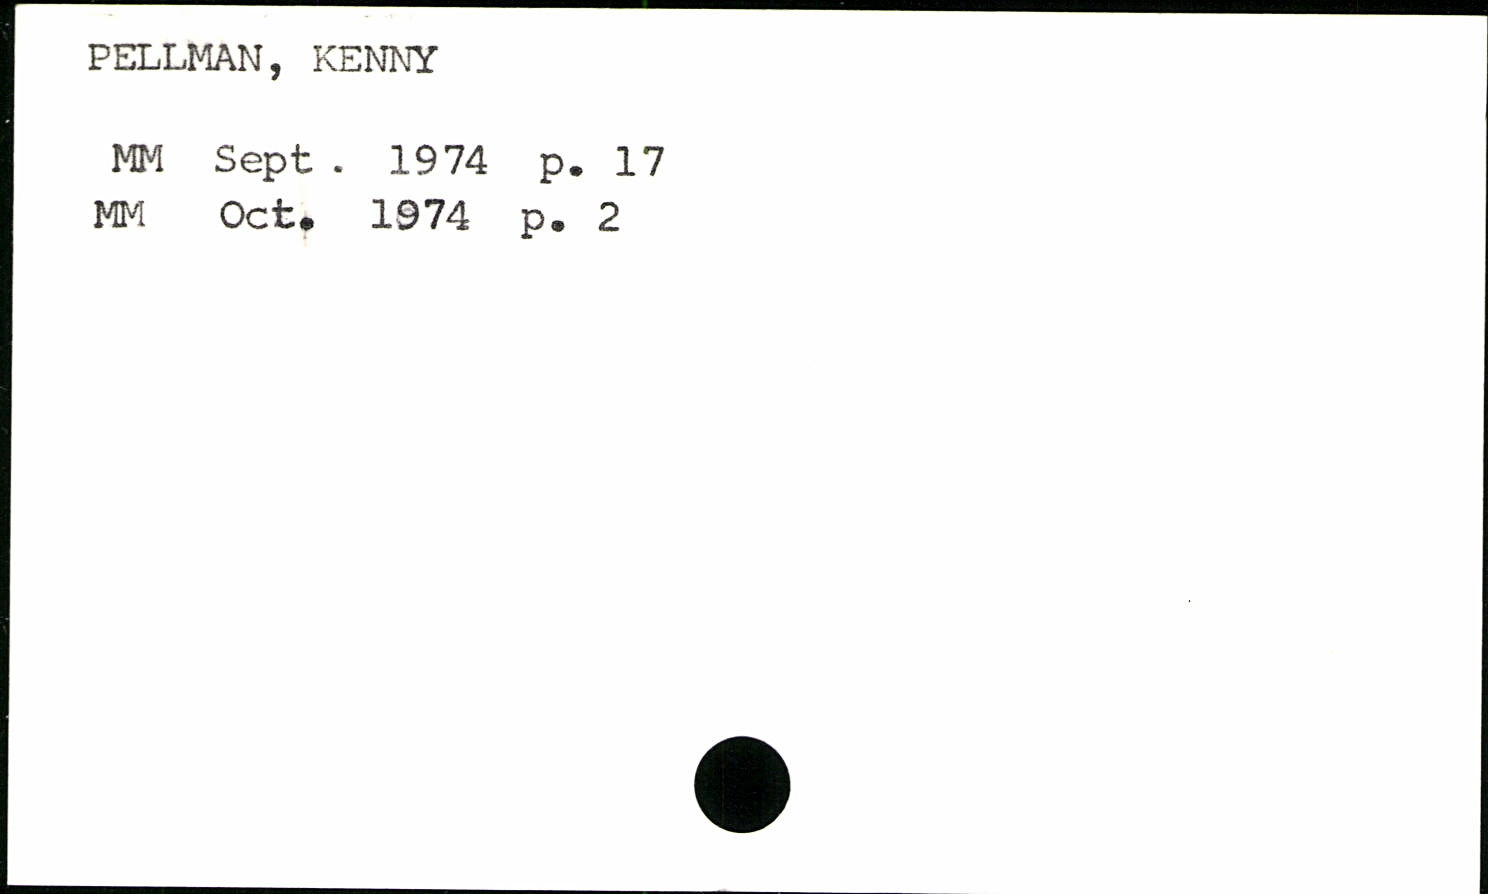 PELLMAN, KENNY
MM Sept. 1974 p. 17
MM Oct. 1974 p. 2